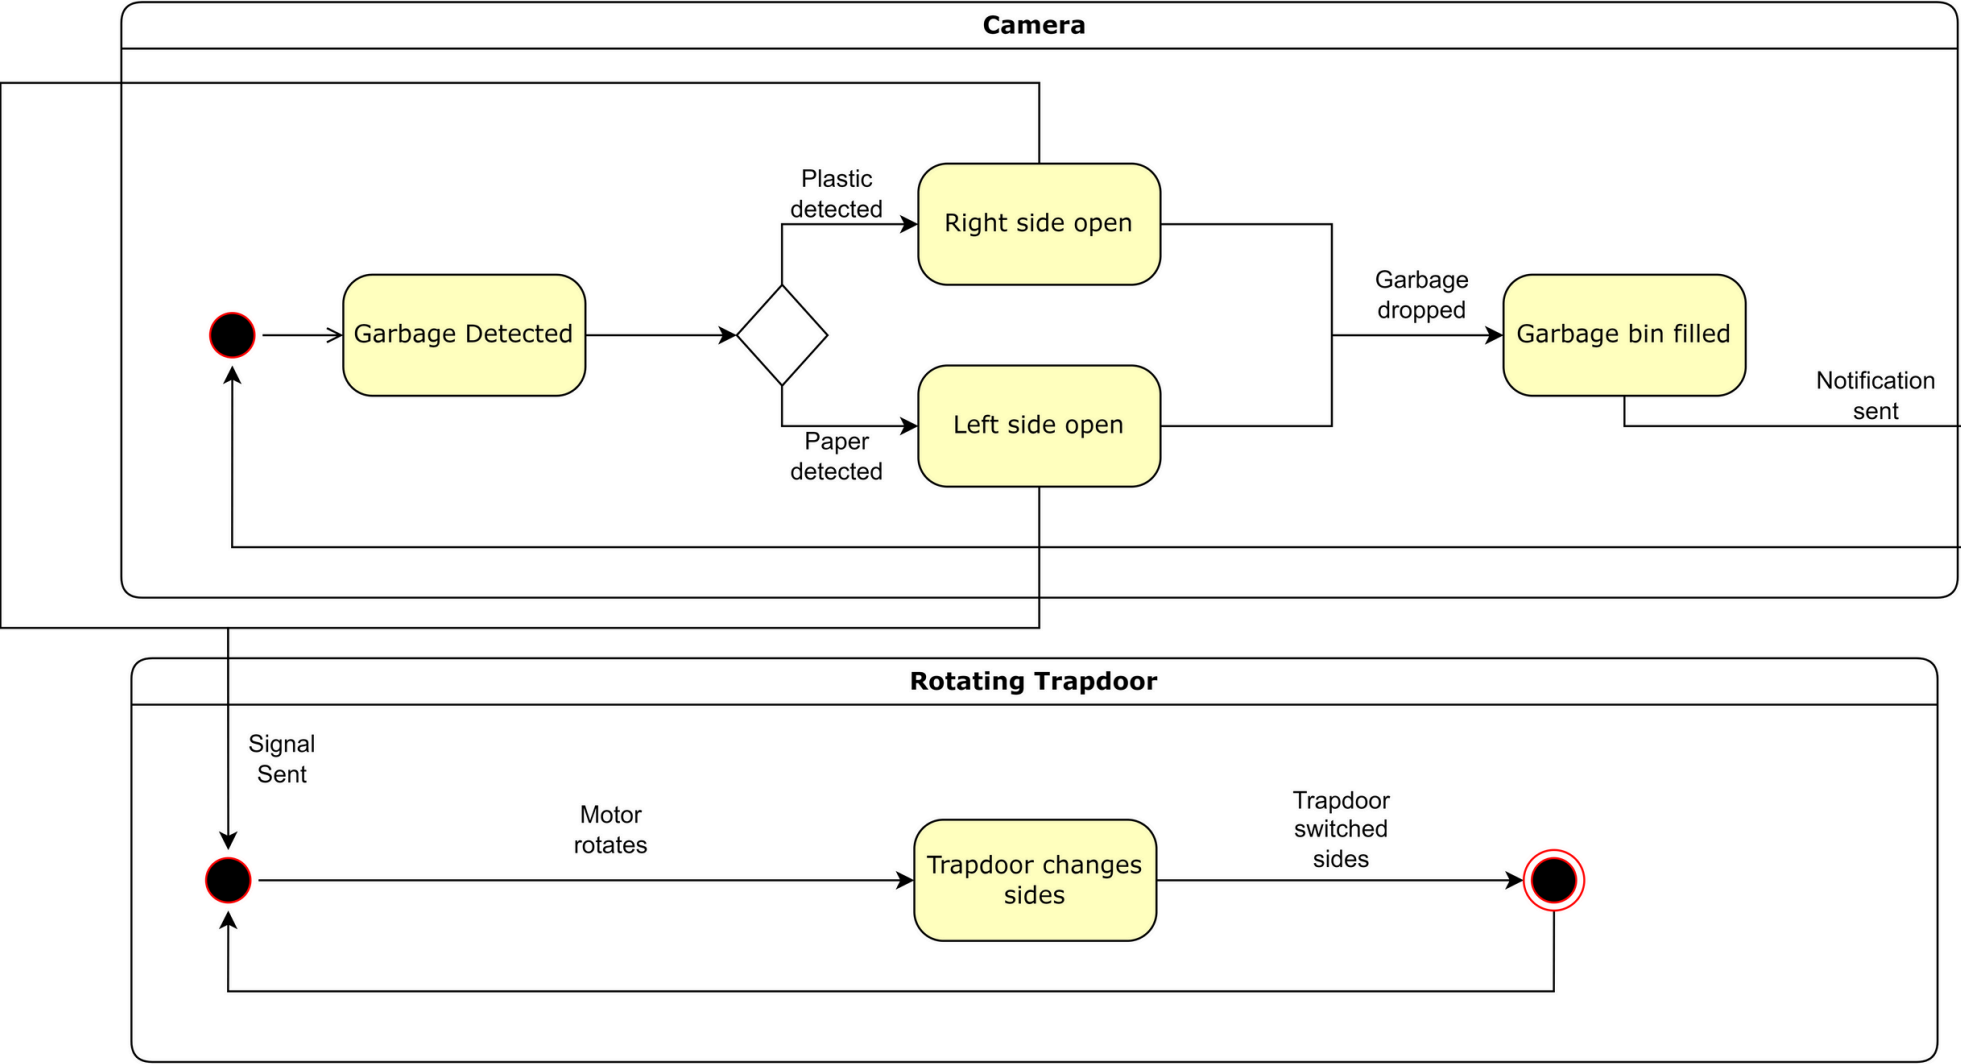 Camera
Plastic
detected
Right side open
Garbage Detected
Garbage
dropped
Garbage bin filled
Notification
sent
Left side open
Paper
detected
Rotating Trapdoor
Signal
Sent
Motor
rotates
Trapdoor changes
sides
Trapdoor
switched
sides